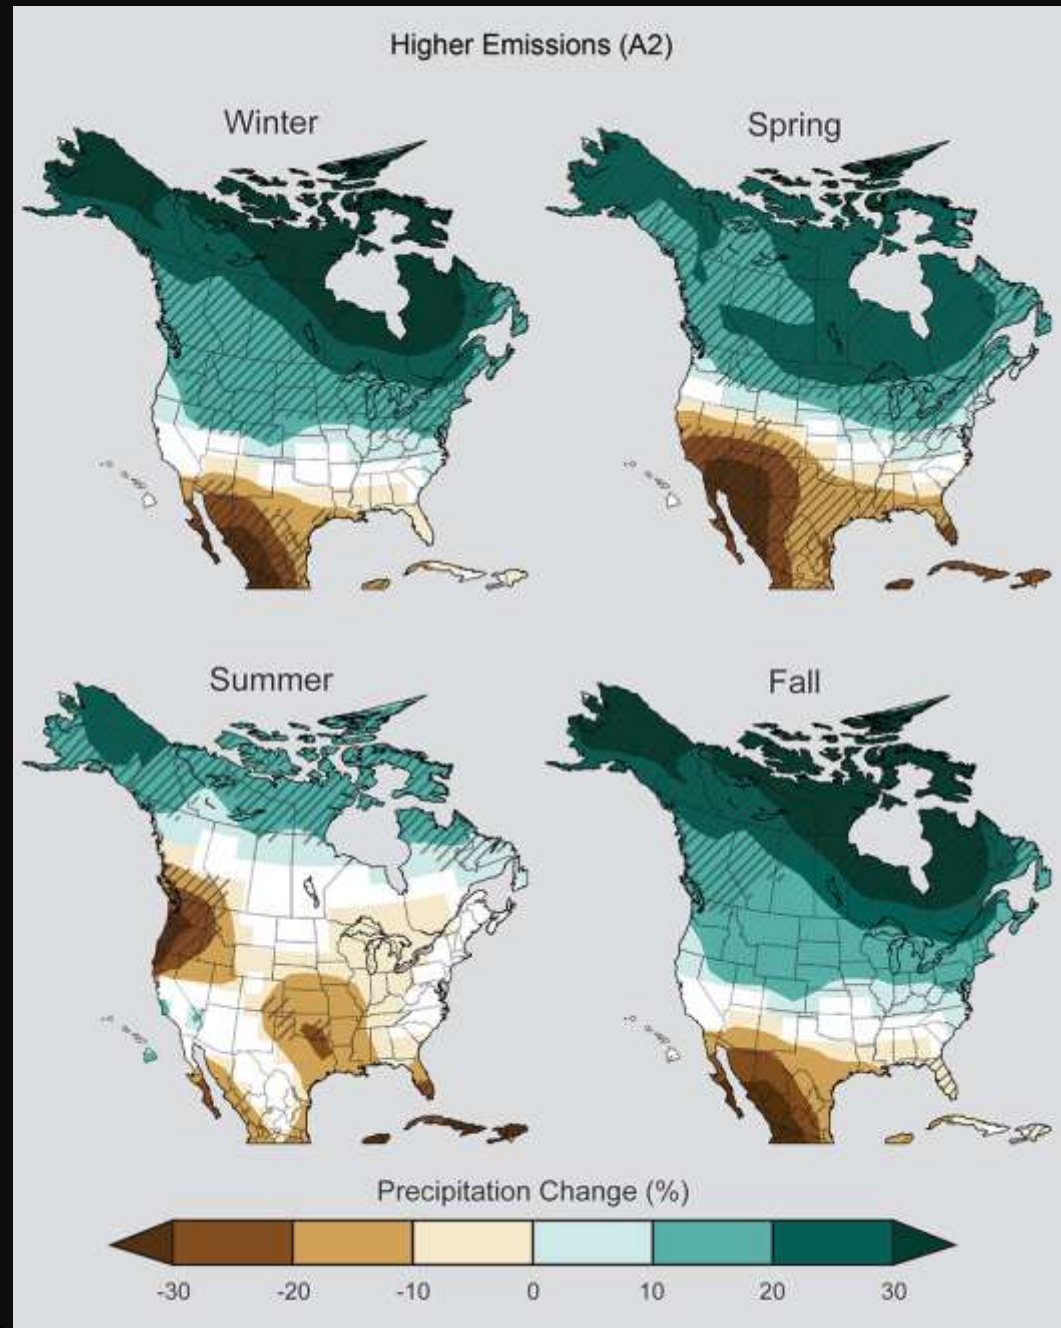 Higher Emissions (A2)
Winter
Spring
Summer
Fall
Precipitation Change (%)
-30 -20 -10 0 10 20 30